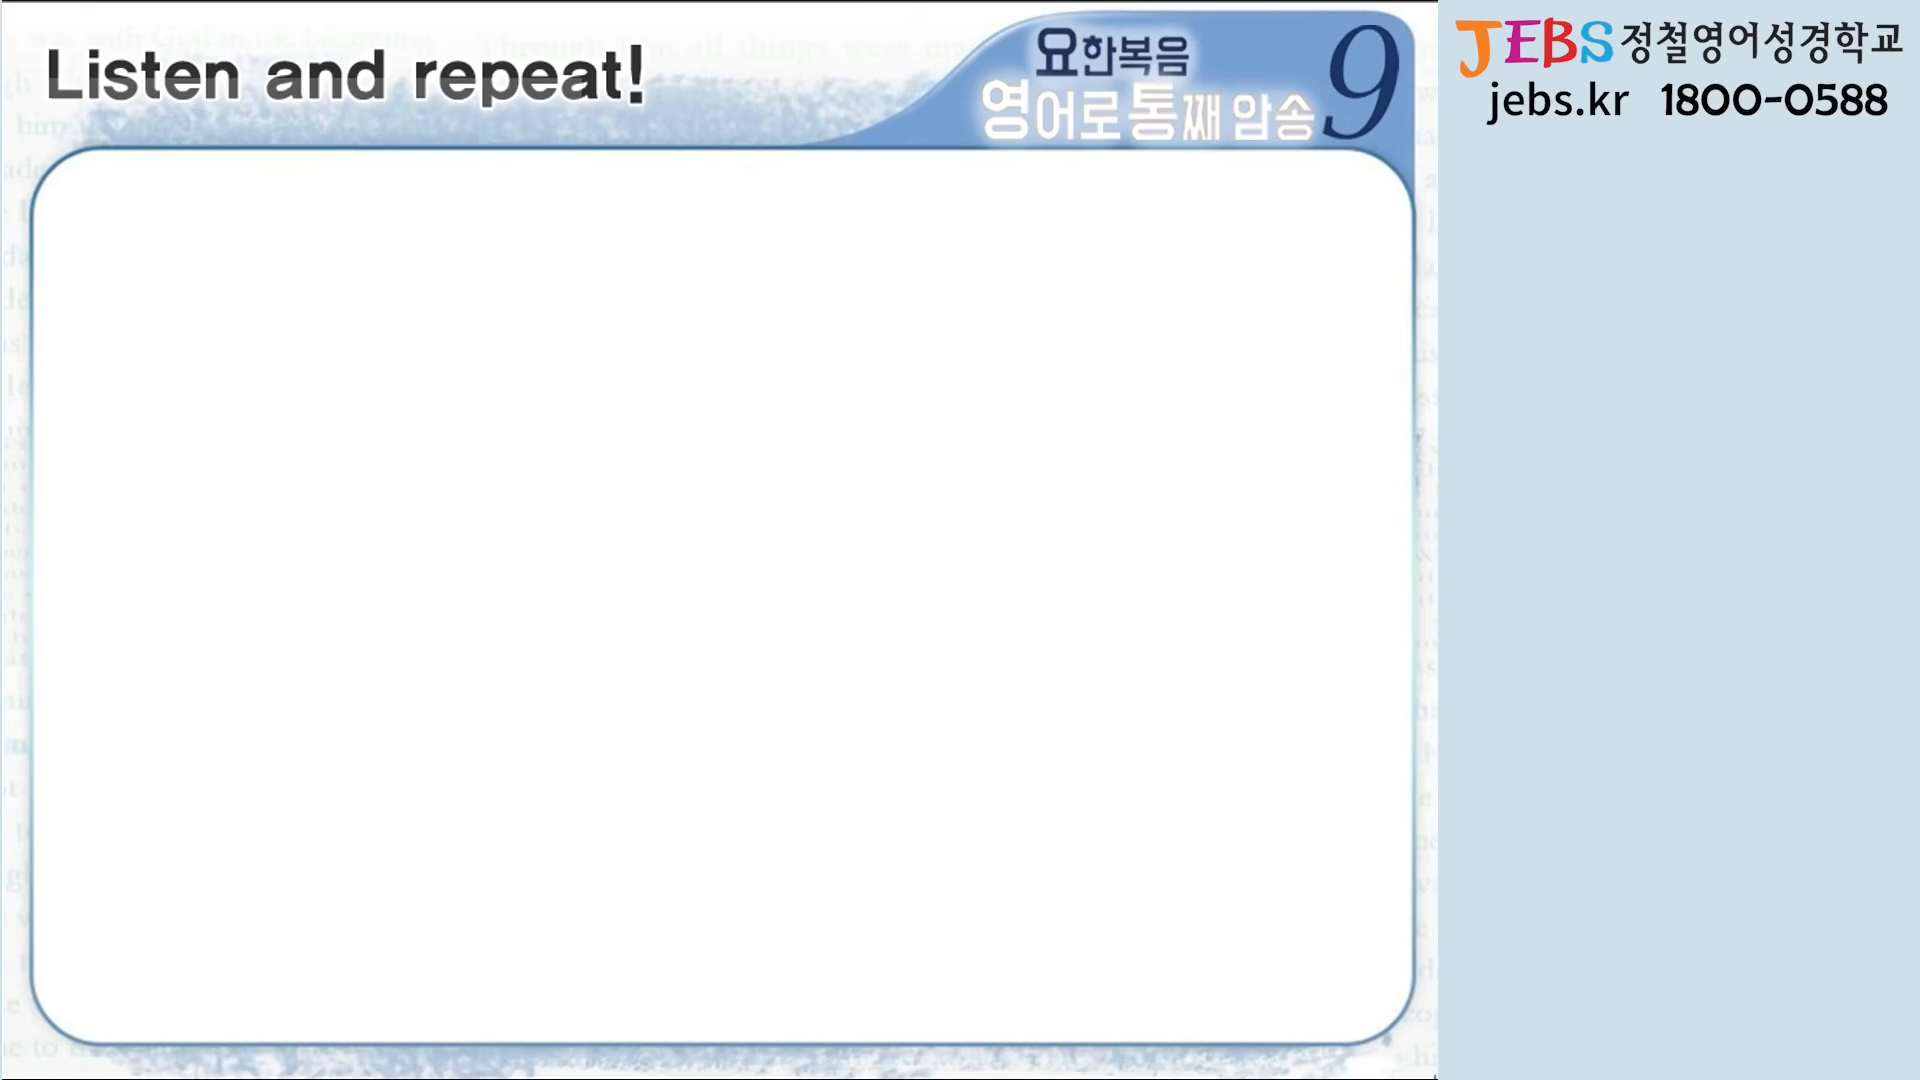 Listen and repeat!
요한복음
영어로 통째 암송 9
JEBS 정철영어성경학교
jebs.kr 1800-0588